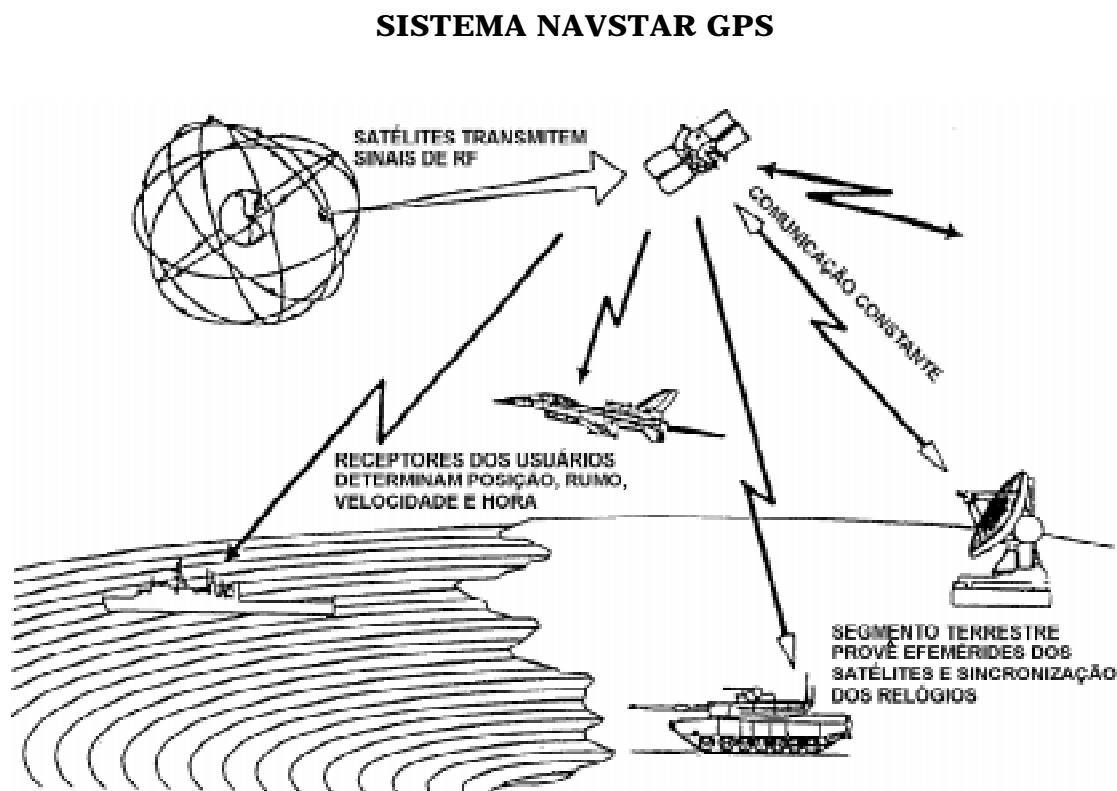 SISTEMA NAVSTAR GPS
SATÉLITES TRANSMITEM
SINAIS DE RF
COMUNICAÇÃO CONSTANTE
RECEPTORES DOS USUÁRIOS
DETERMINAM POSIÇÃO, RUMO,
VELOCIDADE E HORA
SEGMENTO TERRESTRE
PROVÊ EFEMÉRIDES DOS
SATÉLITES E SINCRONIZAÇÃO
DOS RELÓGIOS